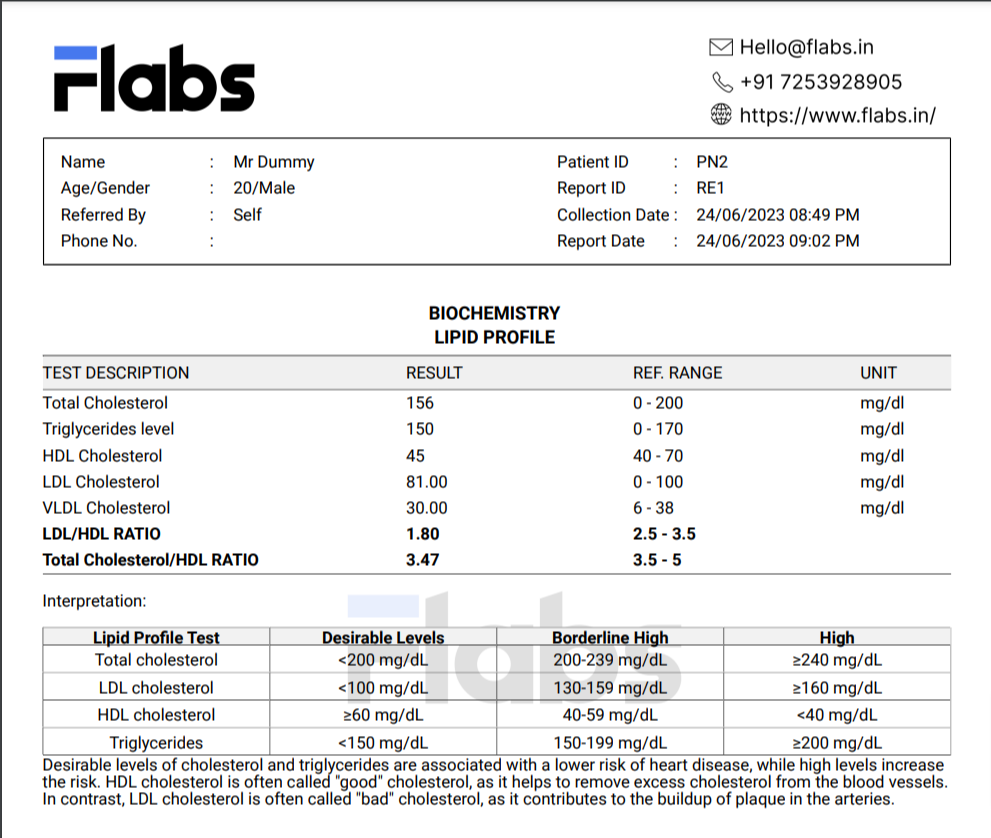 Flabs
Hello@flabs.in
+91 7253928905
https://www.flabs.in/
Name : Mr Dummy Patient ID : PN2
Age/Gender : 20/Male Report ID : RE1
Referred By : Self Collection Date : 24/06/2023 08:49 PM
Phone No. : Report Date : 24/06/2023 09:02 PM
BIOCHEMISTRY
LIPID PROFILE
TEST DESCRIPTION RESULT REF. RANGE UNIT
Total Cholesterol 156 0 - 200 mg/dl
Triglycerides level 150 0 - 170 mg/dl
HDL Cholesterol 45 40 - 70 mg/dl
LDL Cholesterol 81.00 0 - 100 mg/dl
VLDL Cholesterol 30.00 6 - 38 mg/dl
LDL/HDL RATIO 1.80 2.5 - 3.5
Total Cholesterol/HDL RATIO 3.47 3.5 - 5
Interpretation:
Flabs
Lipid Profile Test Desirable Levels Borderline High High
Total cholesterol <200 mg/dL 200-239 mg/dL ≥240 mg/dL
LDL cholesterol <100 mg/dL 130-159 mg/dL ≥160 mg/dL
HDL cholesterol ≥60 mg/dL 40-59 mg/dL <40 mg/dL
Triglycerides <150 mg/dL 150-199 mg/dL ≥200 mg/dL
Desirable levels of cholesterol and triglycerides are associated with a lower risk of heart disease, while high levels increase
the risk. HDL cholesterol is often called "good" cholesterol, as it helps to remove excess cholesterol from the blood vessels.
In contrast, LDL cholesterol is often called "bad" cholesterol, as it contributes to the buildup of plaque in the arteries.